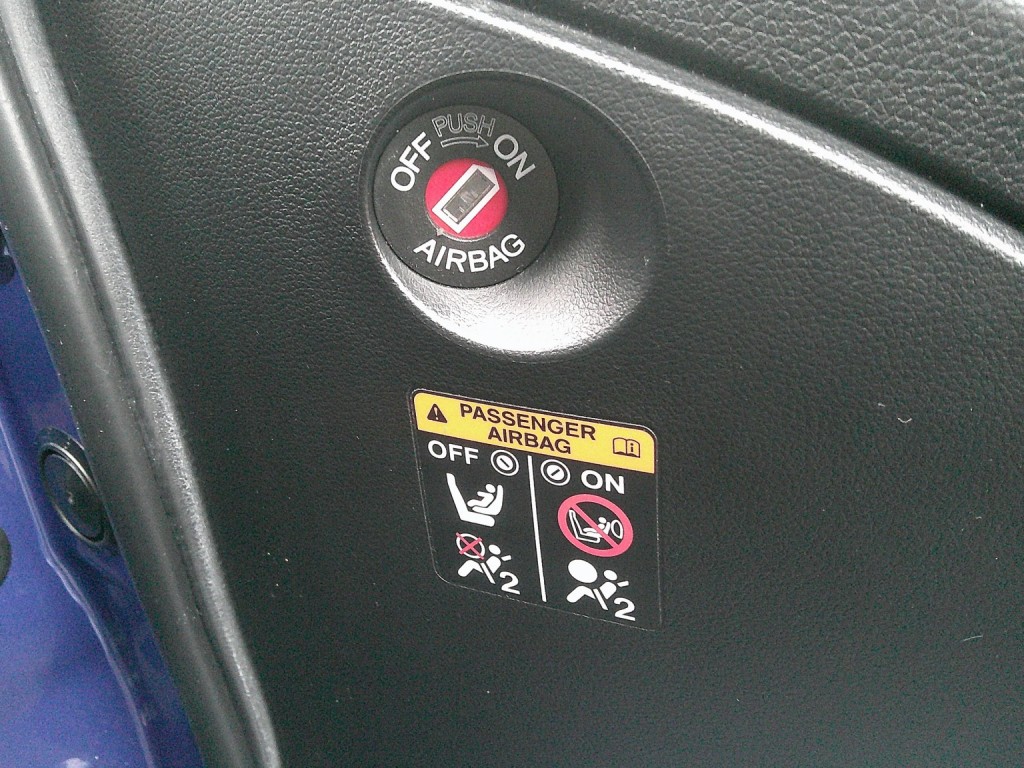 PUSH
OFF ON
AIRBAG
PASSENGER
AIRBAG
OFF ON
2 2